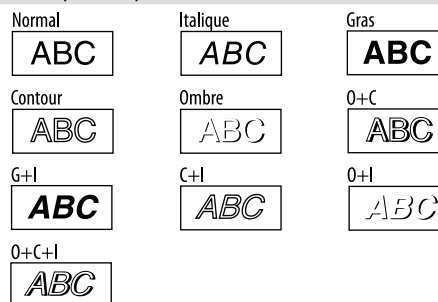 Normal Italique Gras
ABC ABC ABC
Contour Ombre O+C
ABC ABC ABC
G+I C+I O+I
ABC ABC ABC
O+C+I
ABC